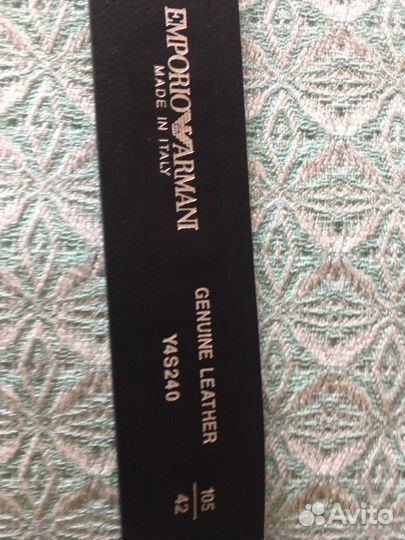 EMPORIO ARMANI
MADE IN ITALY
GENUINE LEATHER
Y4S240
105
42
Avito